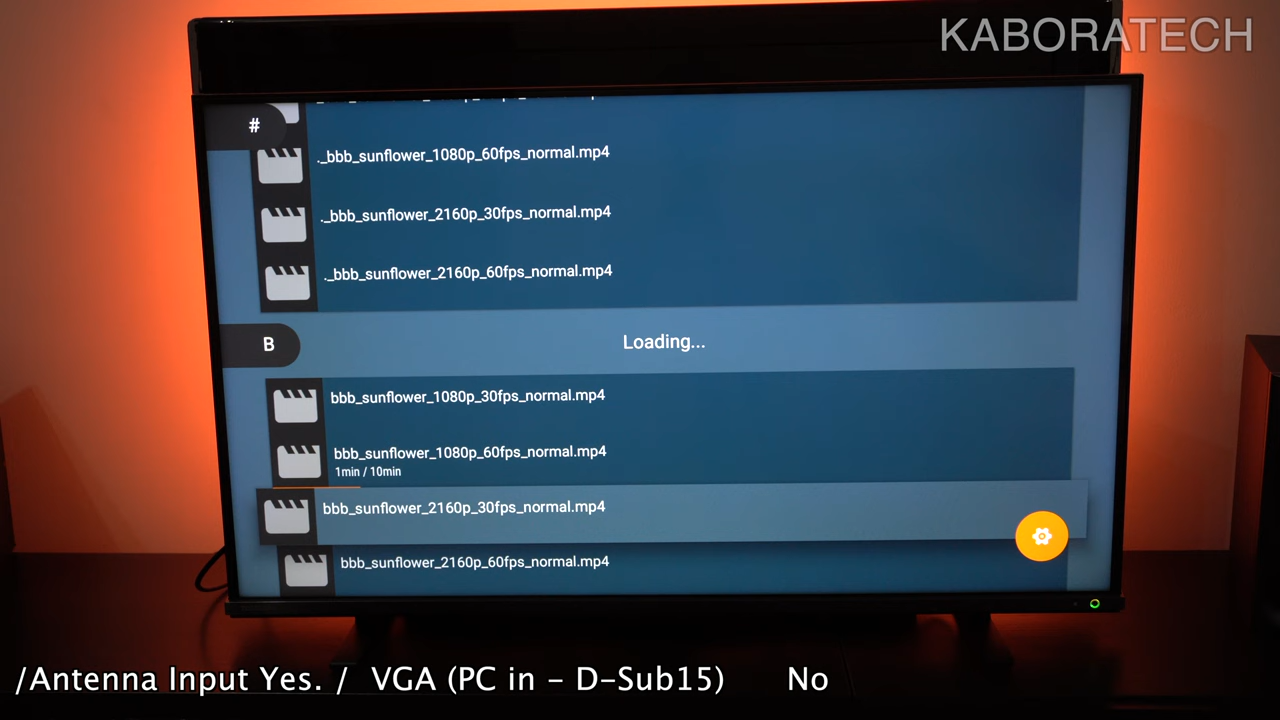 KABORATECH
#
._bbb_sunflower_1080p_60fps_normal.mp4
._bbb_sunflower_2160p_30fps_normal.mp4
._bbb_sunflower_2160p_60fps_normal.mp4
B
Loading...
bbb_sunflower_1080p_30fps_normal.mp4
bbb_sunflower_1080p_60fps_normal.mp4
1min / 10min
bbb_sunflower_2160p_30fps_normal.mp4
bbb_sunflower_2160p_60fps_normal.mp4
/Antenna Input Yes. / VGA (PC in - D-Sub15) No